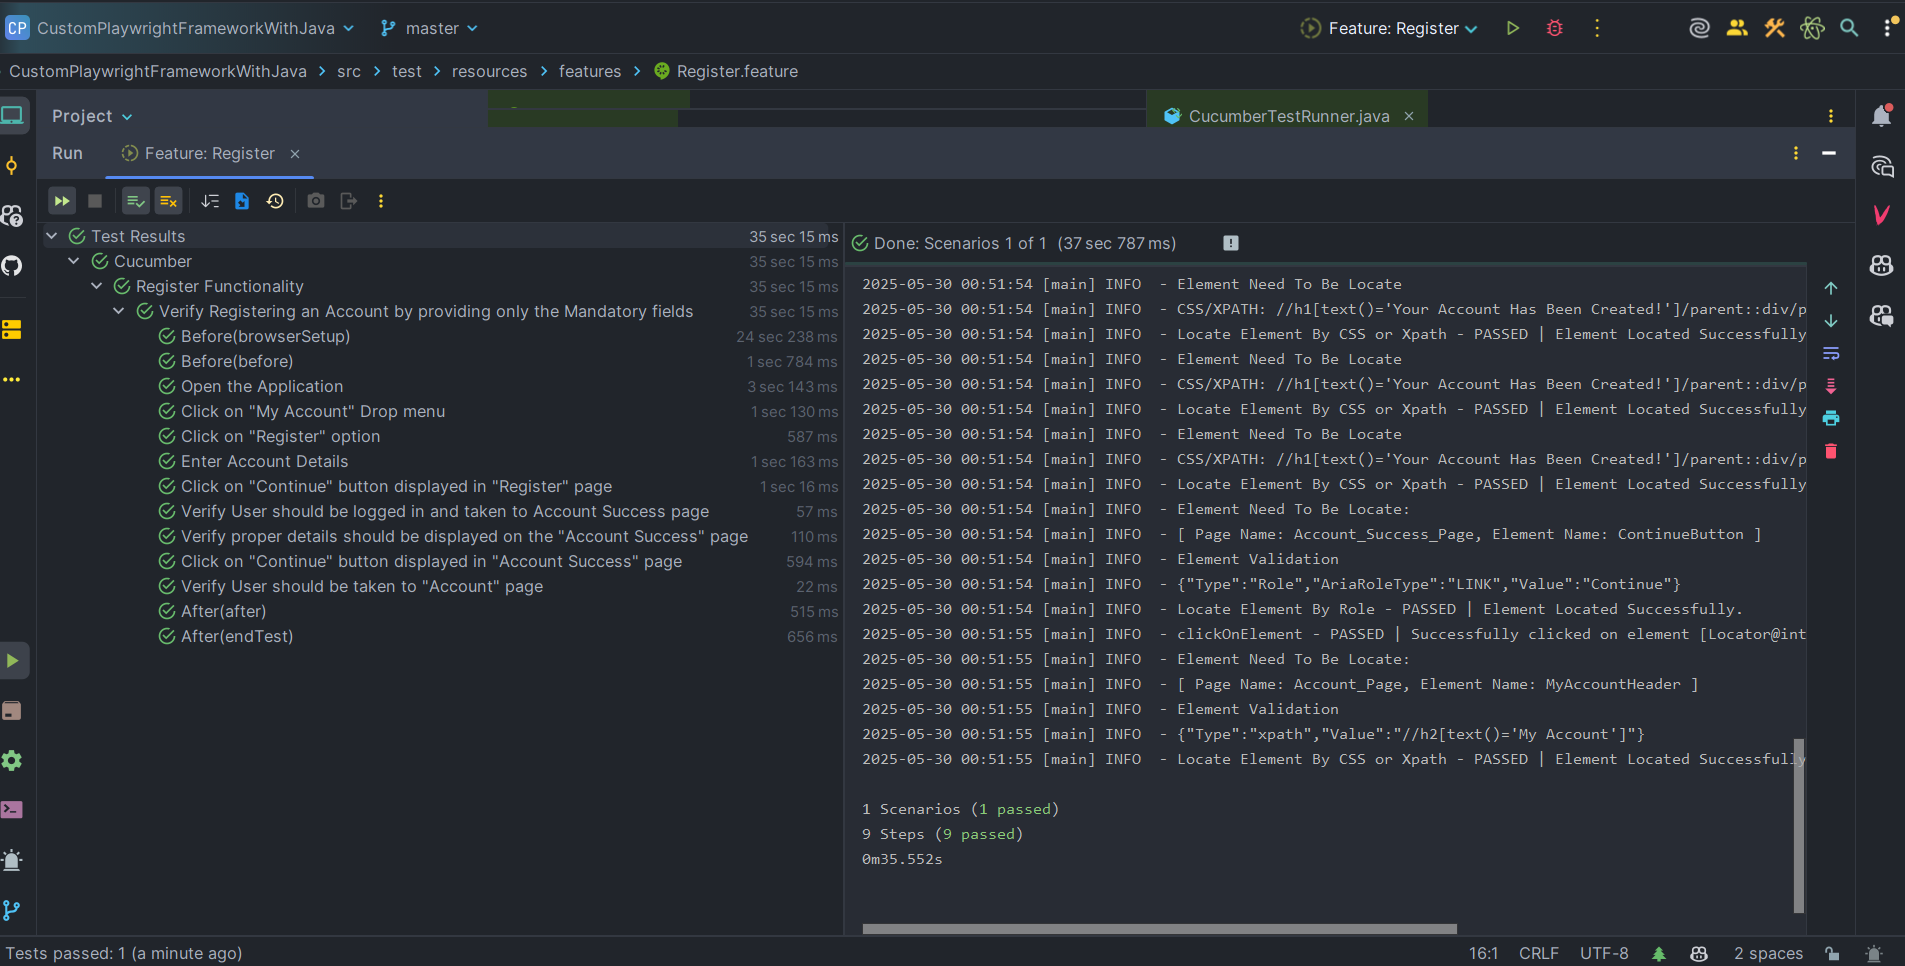 CP CustomPlaywrightFrameworkWithJava master Feature: Register
CustomPlaywrightFrameworkWithJava > src > test > resources > features > Register.feature
Project CucumberTestRunner.java ×
Run Feature: Register ×
Test Results 35 sec 15 ms
Cucumber 35 sec 15 ms
Register Functionality 35 sec 15 ms
Verify Registering an Account by providing only the Mandatory fields 35 sec 15 ms
Before(browserSetup) 24 sec 238 ms
Before(before) 1 sec 784 ms
Open the Application 3 sec 143 ms
Click on "My Account" Drop menu 1 sec 130 ms
Click on "Register" option 587 ms
Enter Account Details 1 sec 163 ms
Click on "Continue" button displayed in "Register" page 1 sec 16 ms
Verify User should be logged in and taken to Account Success page 57 ms
Verify proper details should be displayed on the "Account Success" page 110 ms
Click on "Continue" button displayed in "Account Success" page 594 ms
Verify User should be taken to "Account" page 22 ms
After(after) 515 ms
After(endTest) 656 ms
Done: Scenarios 1 of 1 (37 sec 787 ms)
2025-05-30 00:51:54 [main] INFO  - Element Need To Be Locate
2025-05-30 00:51:54 [main] INFO  - CSS/XPATH: //h1[text()='Your Account Has Been Created!']/parent::div/p
2025-05-30 00:51:54 [main] INFO  - Locate Element By CSS or Xpath - PASSED | Element Located Successfully
2025-05-30 00:51:54 [main] INFO  - Element Need To Be Locate
2025-05-30 00:51:54 [main] INFO  - CSS/XPATH: //h1[text()='Your Account Has Been Created!']/parent::div/p
2025-05-30 00:51:54 [main] INFO  - Locate Element By CSS or Xpath - PASSED | Element Located Successfully
2025-05-30 00:51:54 [main] INFO  - Element Need To Be Locate
2025-05-30 00:51:54 [main] INFO  - CSS/XPATH: //h1[text()='Your Account Has Been Created!']/parent::div/p
2025-05-30 00:51:54 [main] INFO  - Locate Element By CSS or Xpath - PASSED | Element Located Successfully
2025-05-30 00:51:54 [main] INFO  - Element Need To Be Locate:
2025-05-30 00:51:54 [main] INFO  - [ Page Name: Account_Success_Page, Element Name: ContinueButton ]
2025-05-30 00:51:54 [main] INFO  - Element Validation
2025-05-30 00:51:54 [main] INFO  - {"Type":"Role","AriaRoleType":"LINK","Value":"Continue"}
2025-05-30 00:51:54 [main] INFO  - Locate Element By Role - PASSED | Element Located Successfully.
2025-05-30 00:51:55 [main] INFO  - clickOnElement - PASSED | Successfully clicked on element [Locator@int
2025-05-30 00:51:55 [main] INFO  - Element Need To Be Locate:
2025-05-30 00:51:55 [main] INFO  - [ Page Name: Account_Page, Element Name: MyAccountHeader ]
2025-05-30 00:51:55 [main] INFO  - Element Validation
2025-05-30 00:51:55 [main] INFO  - {"Type":"xpath","Value":"//h2[text()='My Account']"}
2025-05-30 00:51:55 [main] INFO  - Locate Element By CSS or Xpath - PASSED | Element Located Successfully
1 Scenarios (1 passed)
9 Steps (9 passed)
0m35.552s
Tests passed: 1 (a minute ago) 16:1 CRLF UTF-8 2 spaces